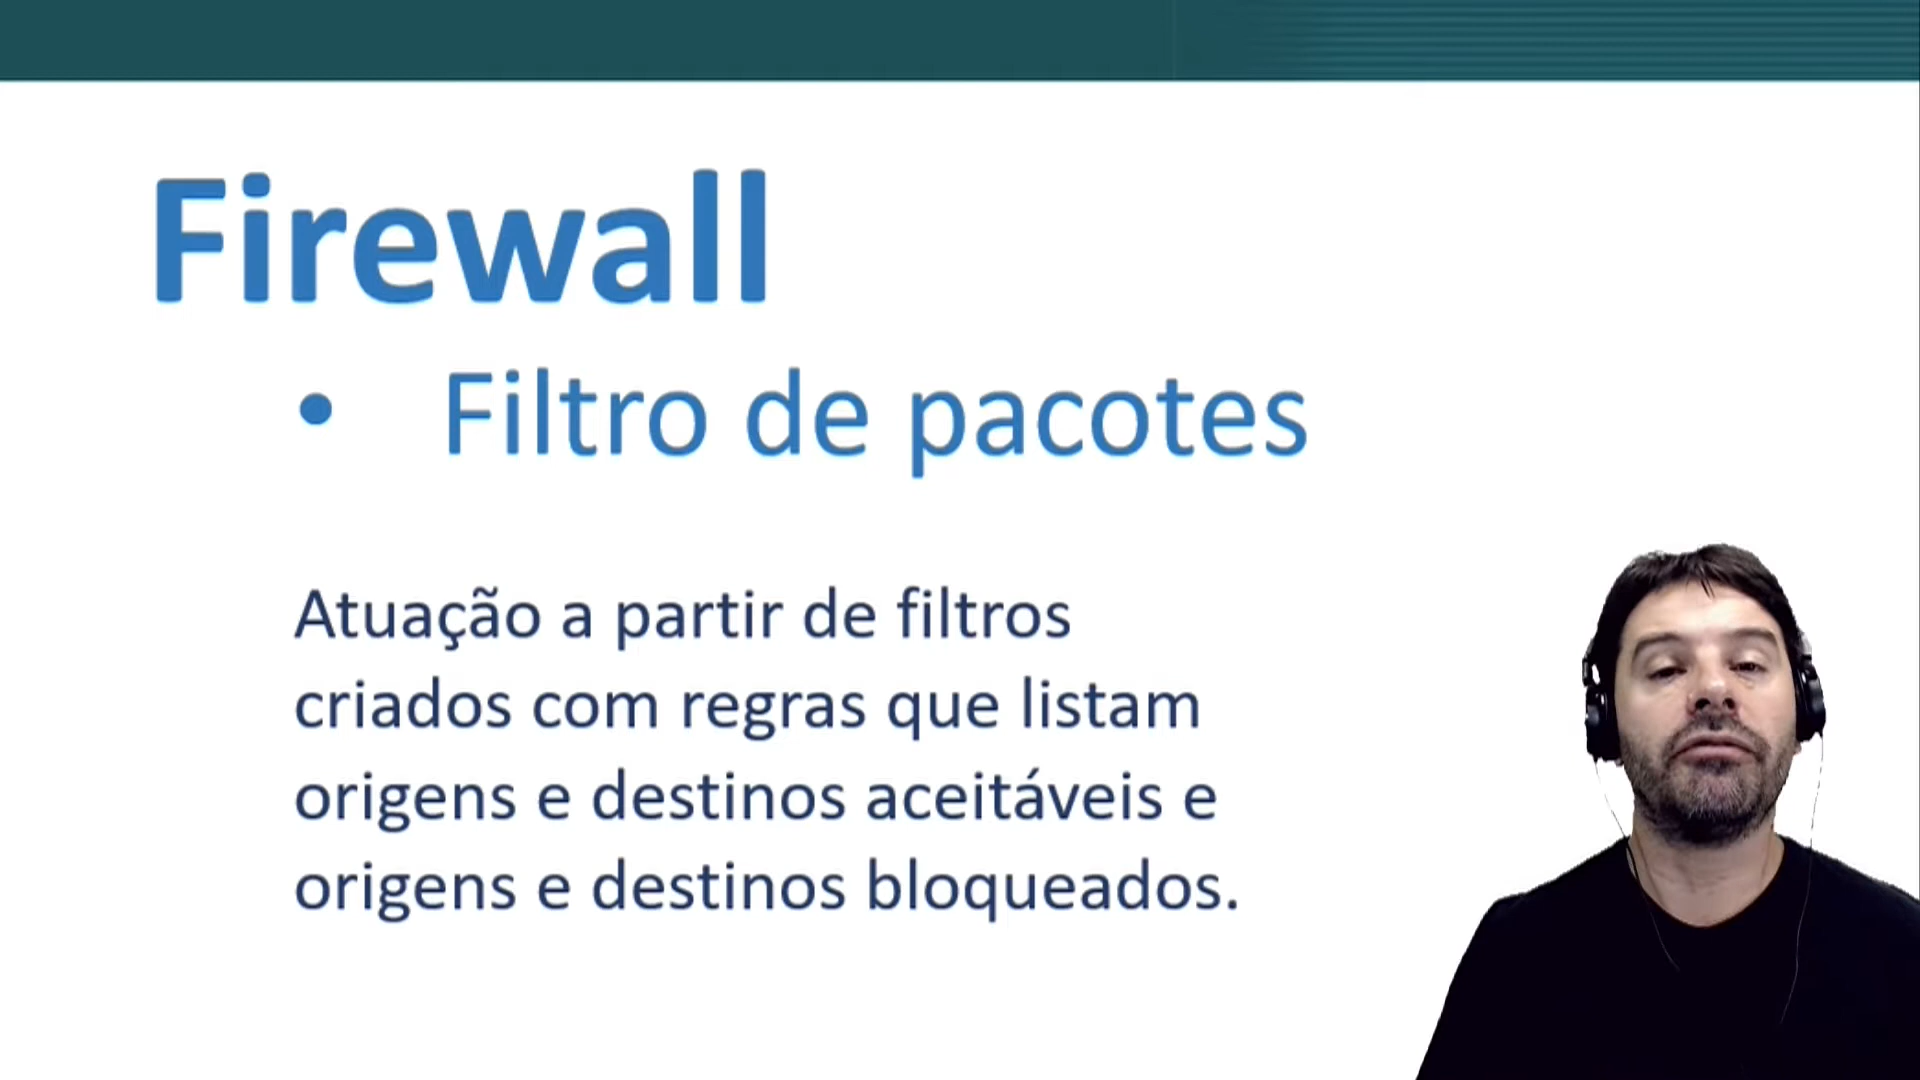 Firewall
• Filtro de pacotes
Atuação a partir de filtros
criados com regras que listam
origens e destinos aceitáveis e
origens e destinos bloqueados.